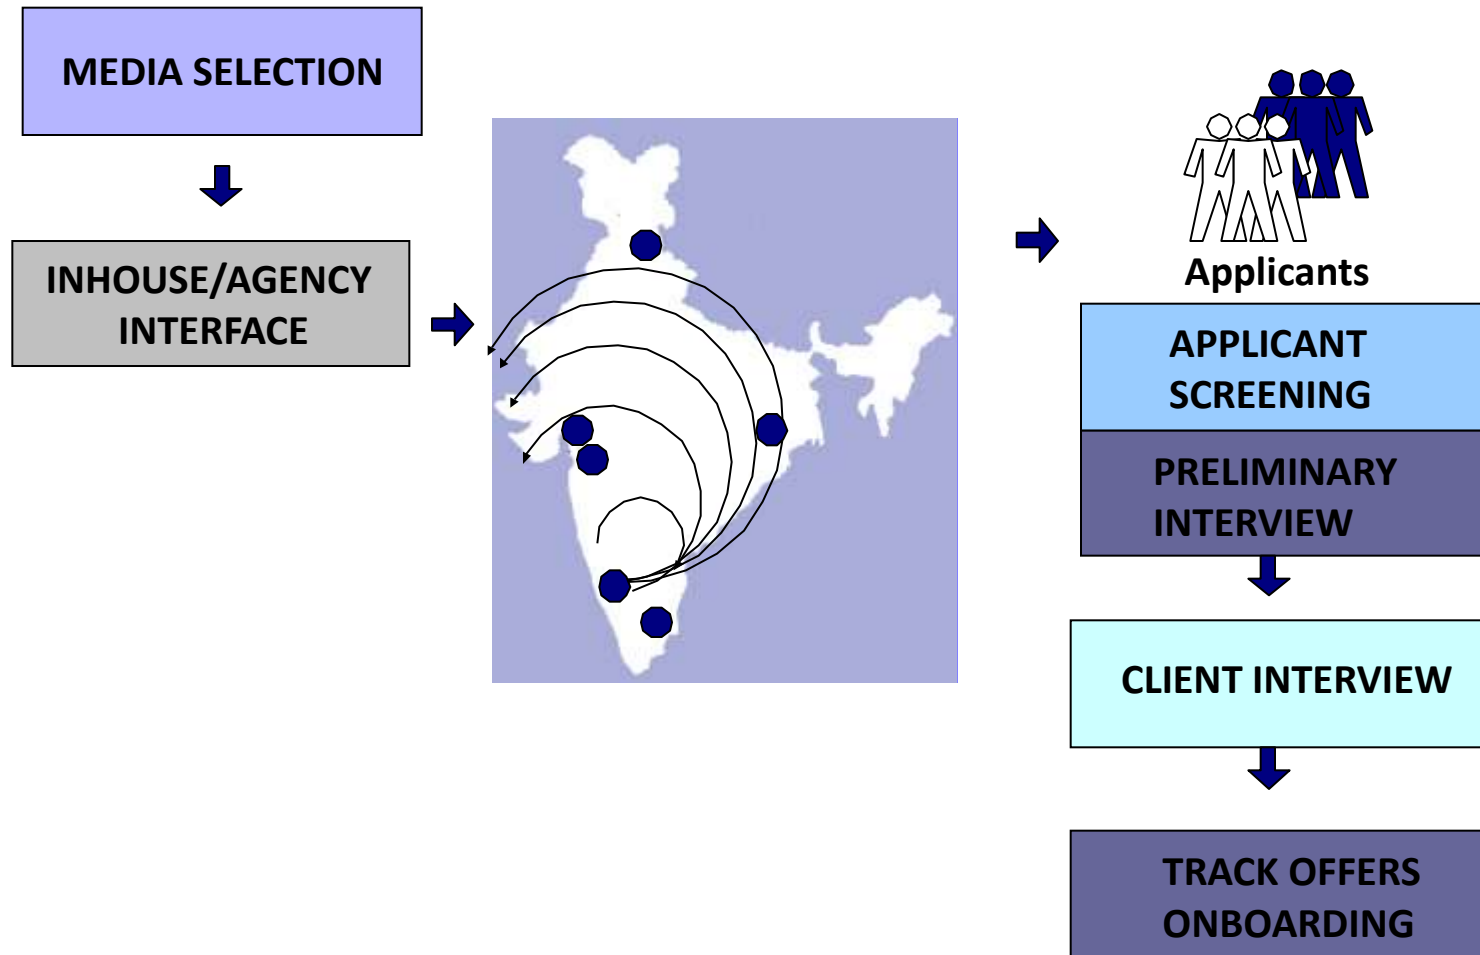 MEDIA SELECTION
INHOUSE/AGENCY
INTERFACE
Applicants
APPLICANT
SCREENING
PRELIMINARY
INTERVIEW
CLIENT INTERVIEW
TRACK OFFERS
ONBOARDING